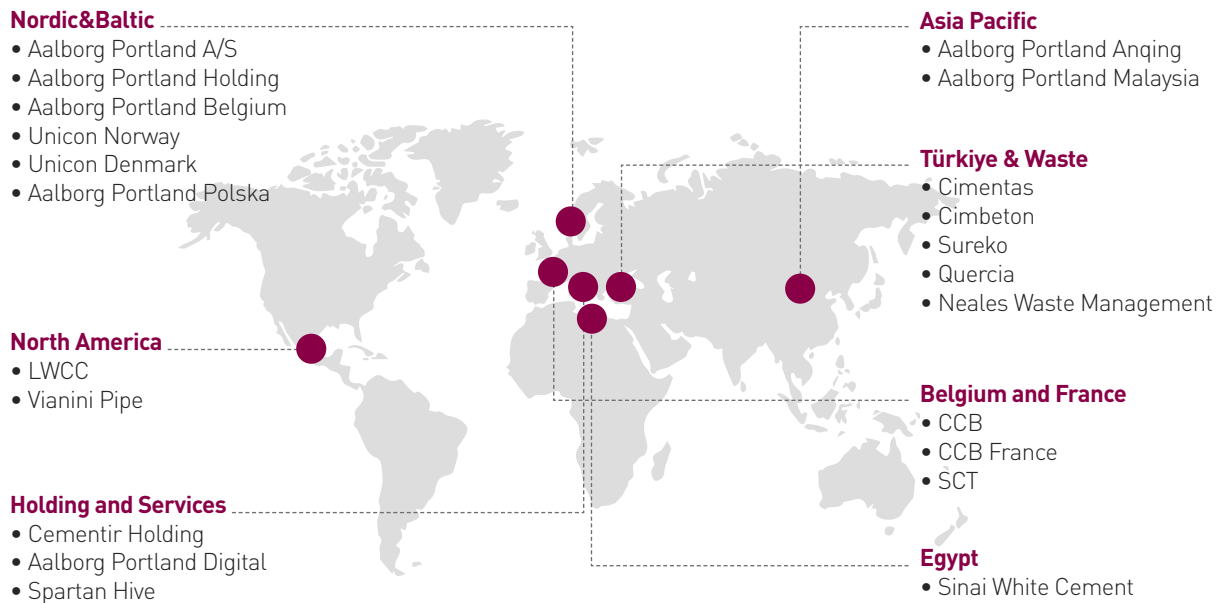 Nordic&Baltic
• Aalborg Portland A/S
• Aalborg Portland Holding
• Aalborg Portland Belgium
• Unicon Norway
• Unicon Denmark
• Aalborg Portland Polska
North America
• LWCC
• Vianini Pipe
Holding and Services
• Cementir Holding
• Aalborg Portland Digital
• Spartan Hive
Asia Pacific
• Aalborg Portland Anqing
• Aalborg Portland Malaysia
Türkiye & Waste
• Cimentas
• Cimbeton
• Sureko
• Quercia
• Neales Waste Management
Belgium and France
• CCB
• CCB France
• SCT
Egypt
• Sinai White Cement